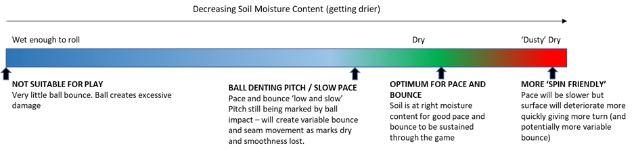 Decreasing Soil Moisture Content (getting drier)
Wet enough to roll
Dry
'Dusty' Dry
NOT SUITABLE FOR PLAY
Very little ball bounce. Ball creates excessive
damage
BALL DENTING PITCH / SLOW PACE
Pace and bounce 'low and slow'
Pitch still being marked by ball
impact – will create variable bounce
and seam movement as marks dry
and smoothness lost.
OPTIMUM FOR PACE AND
BOUNCE
Soil is at right moisture
content for good pace and
bounce to be sustained
through the game
MORE 'SPIN FRIENDLY'
Pace will be slower but
surface will deteriorate more
quickly giving more turn (and
potentially more variable
bounce)